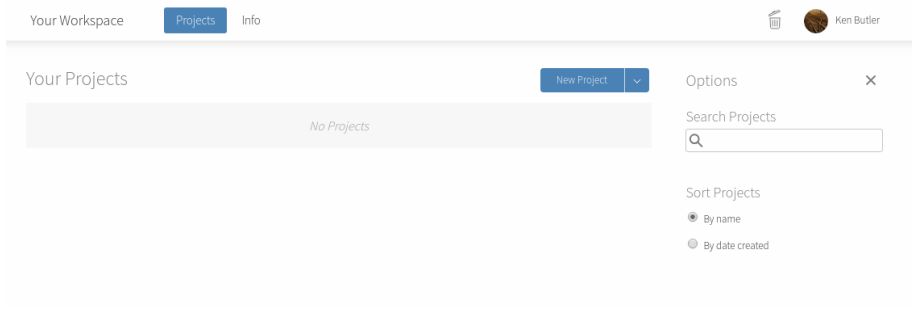 Your Workspace Projects Info Ken Butler
Your Projects
New Project
No Projects
Options
Search Projects
Sort Projects
By name
By date created